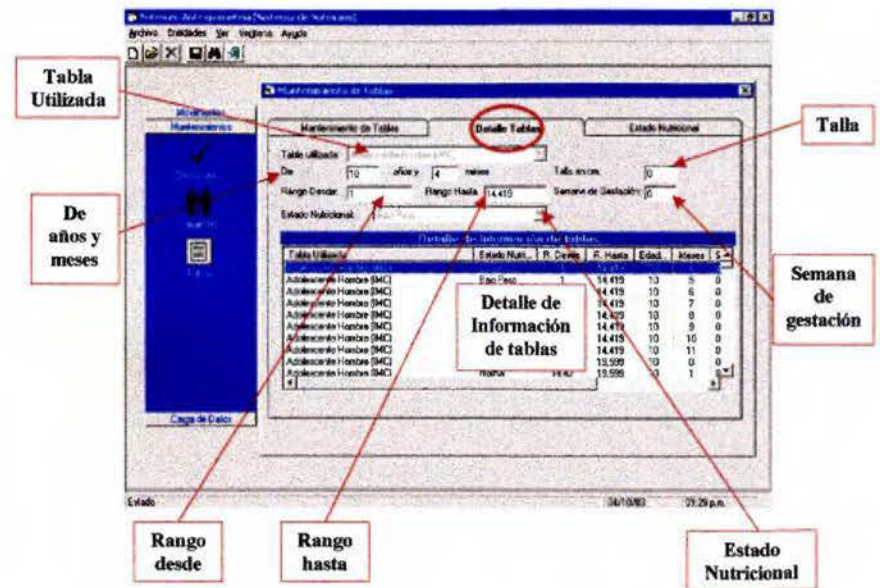 Archivo Entidades Ver Ventana Ayuda
Tabla
Utilizada
Mantenimiento de Tablas
Movimientos
Mantenimientos
Mantenimiento de Tablas
Detalle Tablas
Estado Nutricional
Talla
Tabla utilizada:
De 10 años y 4 meses
Talla en cm. 0
Rango Desde: 1
Rango Hasta: 14,419
Semana de Gestación: 0
Estado Nutricional: Bajo Peso
De
años y
meses
Detalle de Información de tablas
Tabla Utilizada Estado Nutri... R. Desde R. Hasta Edad... Meses S
Adolescente Hombre (IMC) Bajo Peso 1 14,419 10 5 0
Adolescente Hombre (IMC) 14,419 10 6 0
Adolescente Hombre (IMC) 14,419 10 7 0
Adolescente Hombre (IMC) 14,419 10 8 0
Adolescente Hombre (IMC) 14,419 10 9 0
Adolescente Hombre (IMC) 14,419 10 10 0
Adolescente Hombre (IMC) 14,419 10 11 0
Adolescente Hombre (IMC) 19,599 10 0 0
Adolescente Hombre (IMC) Normal 19,599 10 1
Detalle de
Información
de tablas
Semana
de
gestación
Carga de Datos
Estado
01:29 p.m.
Rango
desde
Rango
hasta
Estado
Nutricional